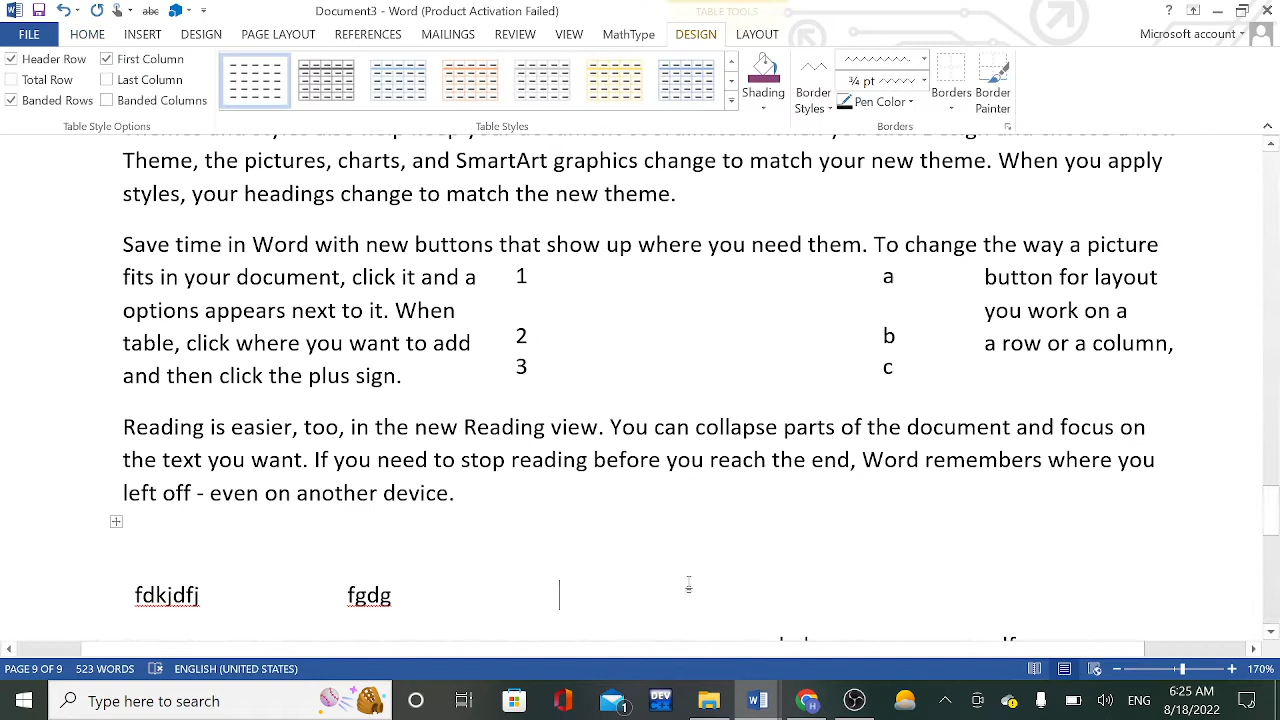 Document3 - Word (Product Activation Failed)
TABLE TOOLS
FILE HOME INSERT DESIGN PAGE LAYOUT REFERENCES MAILINGS REVIEW VIEW MathType DESIGN LAYOUT Microsoft account
Header Row First Column
Total Row Last Column
Banded Rows Banded Columns
Table Style Options
Table Styles
Shading
Border Styles
¾ pt
Pen Color
Borders
Border Painter
Borders
Theme, the pictures, charts, and SmartArt graphics change to match your new theme. When you apply
styles, your headings change to match the new theme.
Save time in Word with new buttons that show up where you need them. To change the way a picture
fits in your document, click it and a 1 a button for layout
options appears next to it. When you work on a
table, click where you want to add 2 b a row or a column,
and then click the plus sign. 3 c
Reading is easier, too, in the new Reading view. You can collapse parts of the document and focus on
the text you want. If you need to stop reading before you reach the end, Word remembers where you
left off - even on another device.
fdkjdfj fgdg
PAGE 9 OF 9 523 WORDS ENGLISH (UNITED STATES) 170%
Type here to search
DEV
1
ENG
6:25 AM
8/18/2022